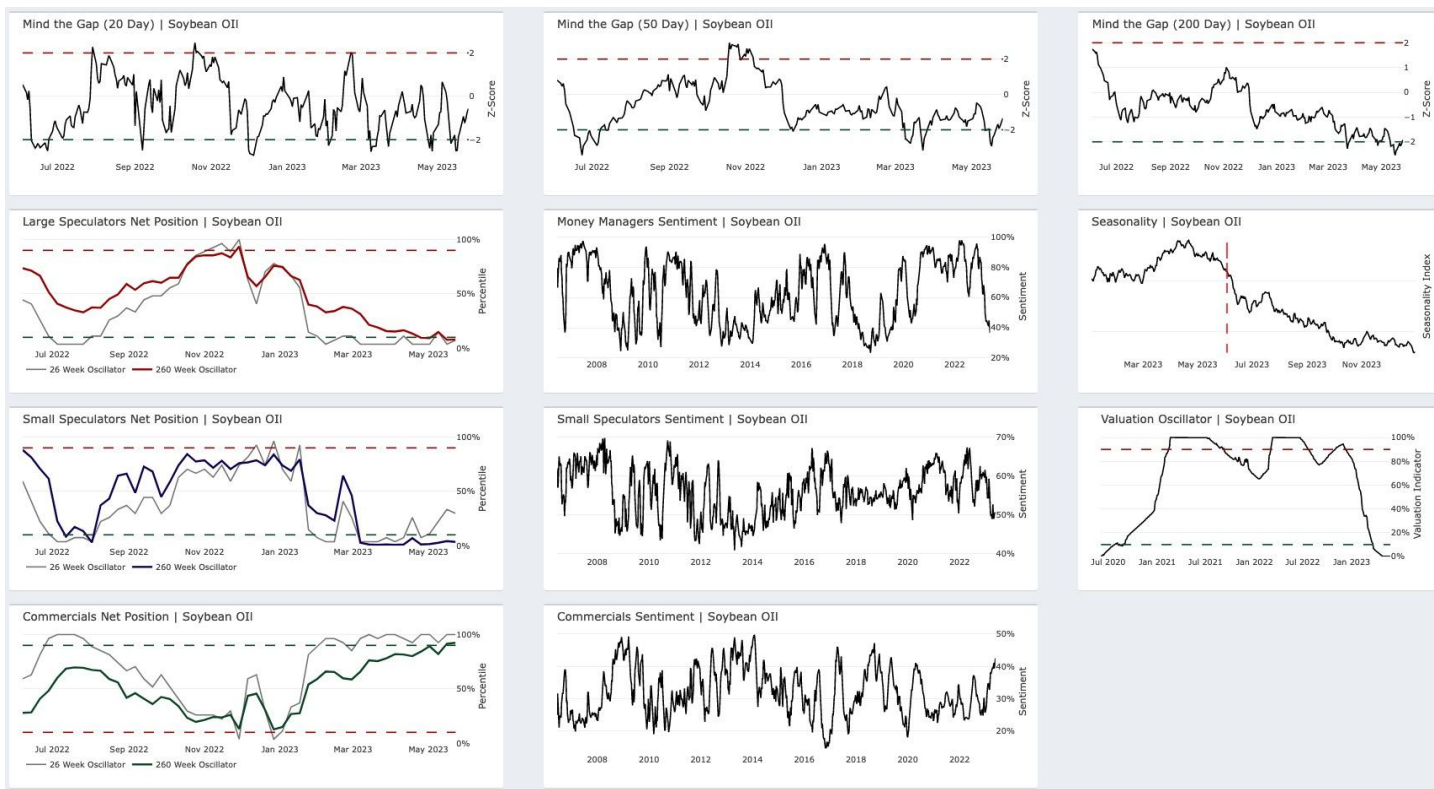 Mind the Gap (20 Day) | Soybean OIl
2
0
−2
Z-Score
Jul 2022 Sep 2022 Nov 2022 Jan 2023 Mar 2023 May 2023
Mind the Gap (50 Day) | Soybean OIl
2
0
−2
Z-Score
Jul 2022 Sep 2022 Nov 2022 Jan 2023 Mar 2023 May 2023
Mind the Gap (200 Day) | Soybean OIl
2
1
0
−1
−2
Z-Score
Jul 2022 Sep 2022 Nov 2022 Jan 2023 Mar 2023 May 2023
Large Speculators Net Position | Soybean OIl
100%
50%
0%
Percentile
Jul 2022 Sep 2022 Nov 2022 Jan 2023 Mar 2023 May 2023
26 Week Oscillator 260 Week Oscillator
Money Managers Sentiment | Soybean OIl
100%
80%
60%
40%
20%
Sentiment
2008 2010 2012 2014 2016 2018 2020 2022
Seasonality | Soybean OIl
Seasonality Index
Mar 2023 May 2023 Jul 2023 Sep 2023 Nov 2023
Small Speculators Net Position | Soybean OIl
100%
50%
0%
Percentile
Jul 2022 Sep 2022 Nov 2022 Jan 2023 Mar 2023 May 2023
26 Week Oscillator 260 Week Oscillator
Small Speculators Sentiment | Soybean OIl
70%
60%
50%
40%
Sentiment
2008 2010 2012 2014 2016 2018 2020 2022
Valuation Oscillator | Soybean OIl
100%
80%
60%
40%
20%
0%
Valuation Indicator
Jul 2020 Jan 2021 Jul 2021 Jan 2022 Jul 2022 Jan 2023
Commercials Net Position | Soybean OIl
100%
50%
0%
Percentile
Jul 2022 Sep 2022 Nov 2022 Jan 2023 Mar 2023 May 2023
26 Week Oscillator 260 Week Oscillator
Commercials Sentiment | Soybean OIl
50%
40%
30%
20%
Sentiment
2008 2010 2012 2014 2016 2018 2020 2022